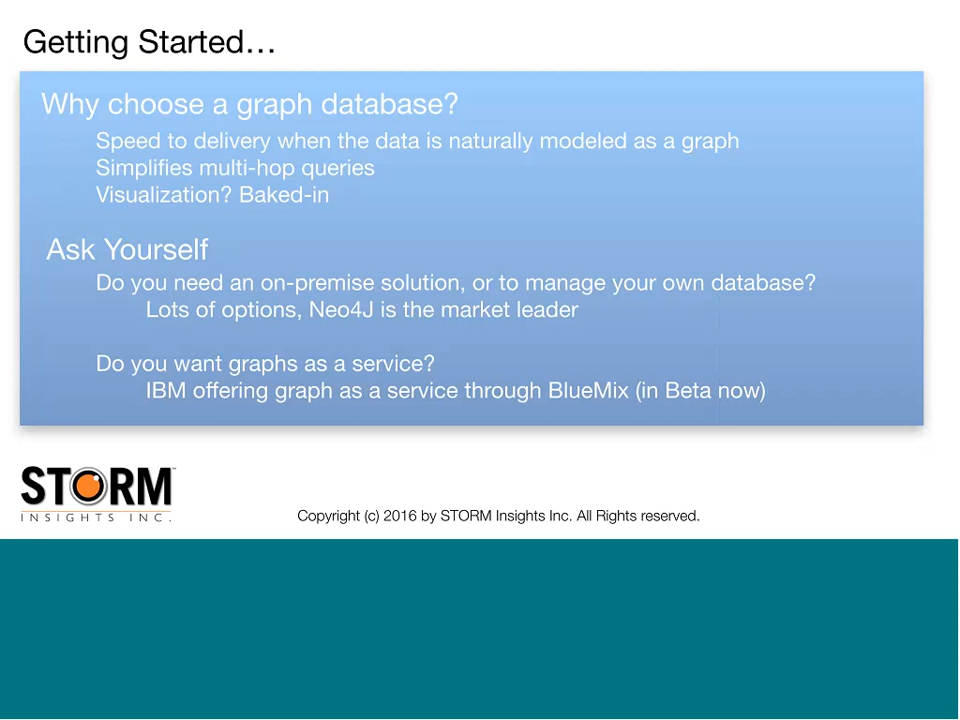 Getting Started...
Why choose a graph database?
Speed to delivery when the data is naturally modeled as a graph
Simplifies multi-hop queries
Visualization? Baked-in
Ask Yourself
Do you need an on-premise solution, or to manage your own database?
Lots of options, Neo4J is the market leader
Do you want graphs as a service?
IBM offering graph as a service through BlueMix (in Beta now)
STORM™
INSIGHTS INC.
Copyright (c) 2016 by STORM Insights Inc. All Rights reserved.